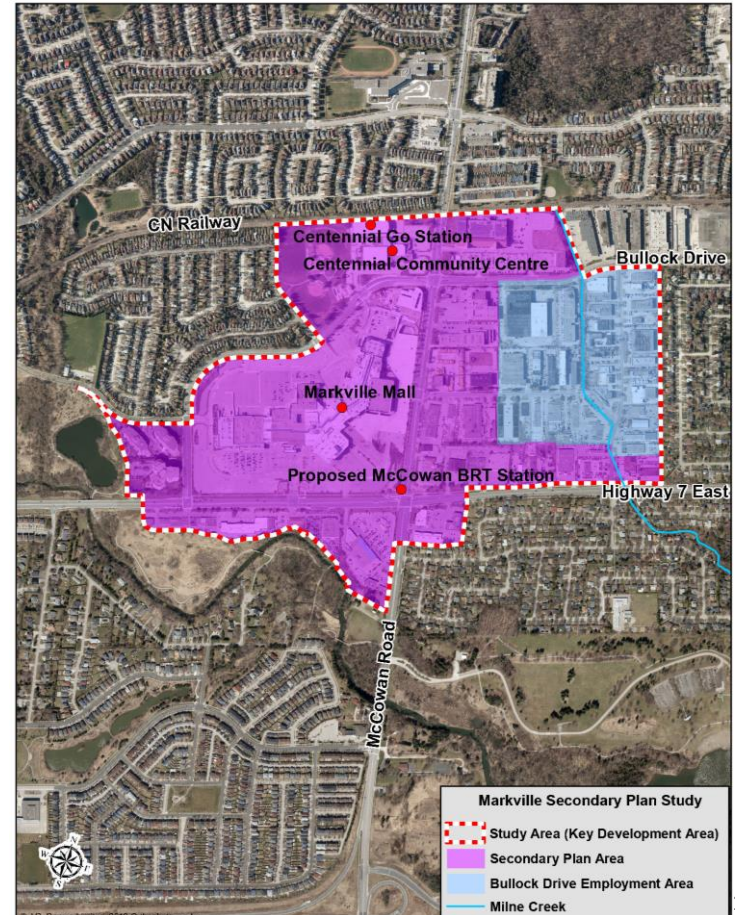 CN Railway
Centennial Go Station
Centennial Community Centre
Bullock Drive
Markville Mall
Proposed McCowan BRT Station
Highway 7 East
McCowan Road
Markville Secondary Plan Study
Study Area (Key Development Area)
Secondary Plan Area
Bullock Drive Employment Area
Milne Creek
N
E
S
W